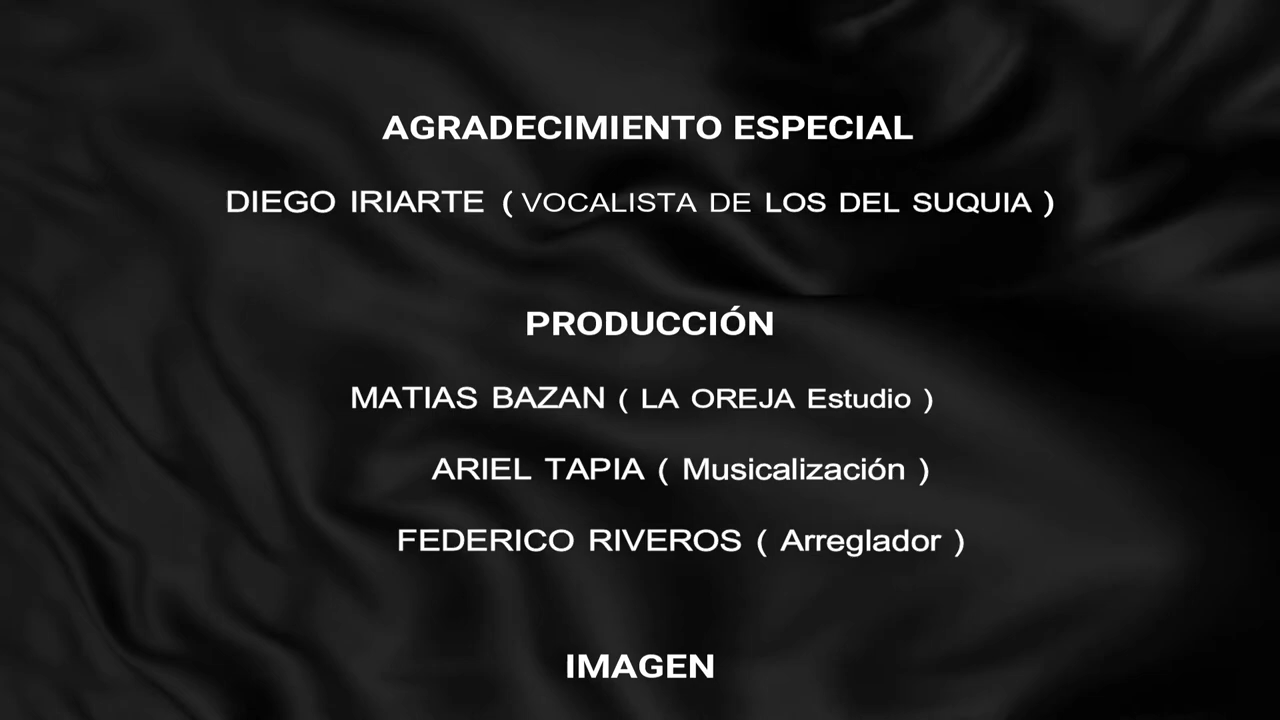 AGRADECIMIENTO ESPECIAL
DIEGO IRIARTE ( VOCALISTA DE LOS DEL SUQUIA )
PRODUCCIÓN
MATIAS BAZAN ( LA OREJA Estudio )
ARIEL TAPIA ( Musicalización )
FEDERICO RIVEROS ( Arreglador )
IMAGEN